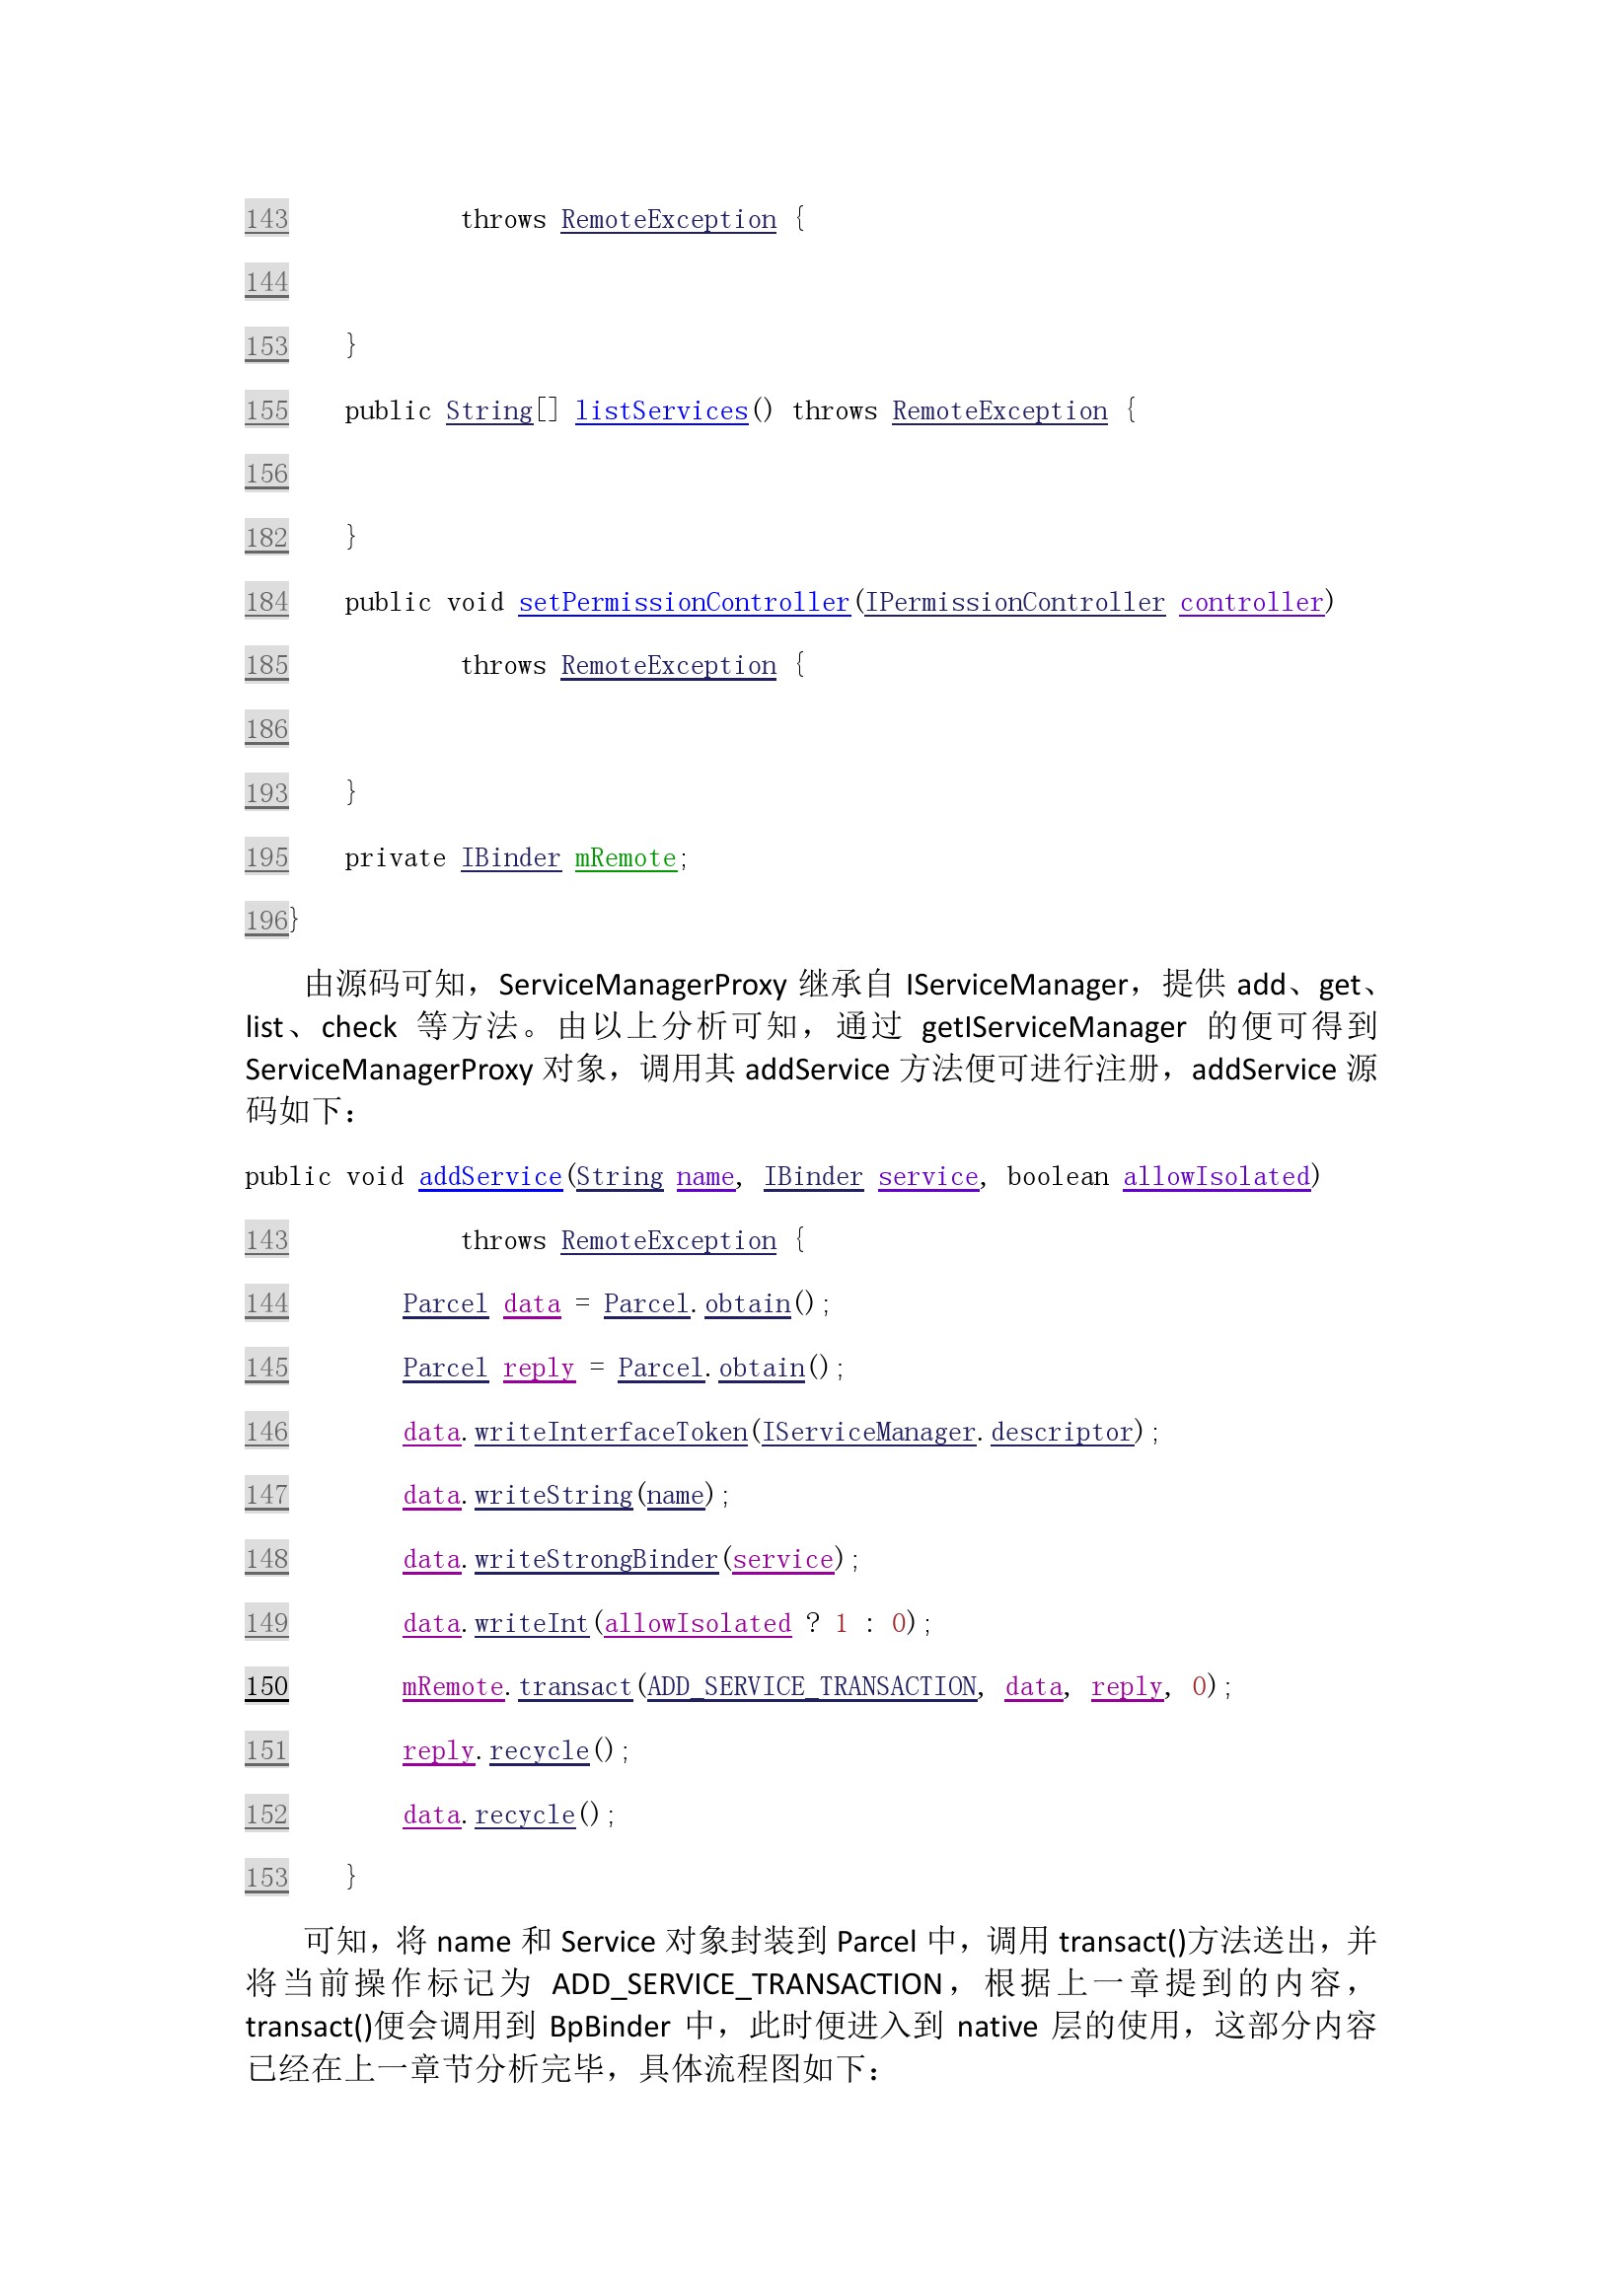 143            throws RemoteException {
144
153    }
155    public String[] listServices() throws RemoteException {
156
182    }
184    public void setPermissionController(IPermissionController controller)
185            throws RemoteException {
186
193    }
195    private IBinder mRemote;
196}
由源码可知，ServiceManagerProxy 继承自 IServiceManager，提供 add、get、
list、check 等方法。由以上分析可知，通过 getIServiceManager 的便可得到
ServiceManagerProxy 对象，调用其 addService 方法便可进行注册，addService 源
码如下：
public void addService(String name, IBinder service, boolean allowIsolated)
143            throws RemoteException {
144        Parcel data = Parcel.obtain();
145        Parcel reply = Parcel.obtain();
146        data.writeInterfaceToken(IServiceManager.descriptor);
147        data.writeString(name);
148        data.writeStrongBinder(service);
149        data.writeInt(allowIsolated ? 1 : 0);
150        mRemote.transact(ADD_SERVICE_TRANSACTION, data, reply, 0);
151        reply.recycle();
152        data.recycle();
153    }
可知，将 name 和 Service 对象封装到 Parcel 中，调用 transact()方法送出，并
将当前操作标记为 ADD_SERVICE_TRANSACTION，根据上一章提到的内容，
transact()便会调用到 BpBinder 中，此时便进入到 native 层的使用，这部分内容
已经在上一章节分析完毕，具体流程图如下：